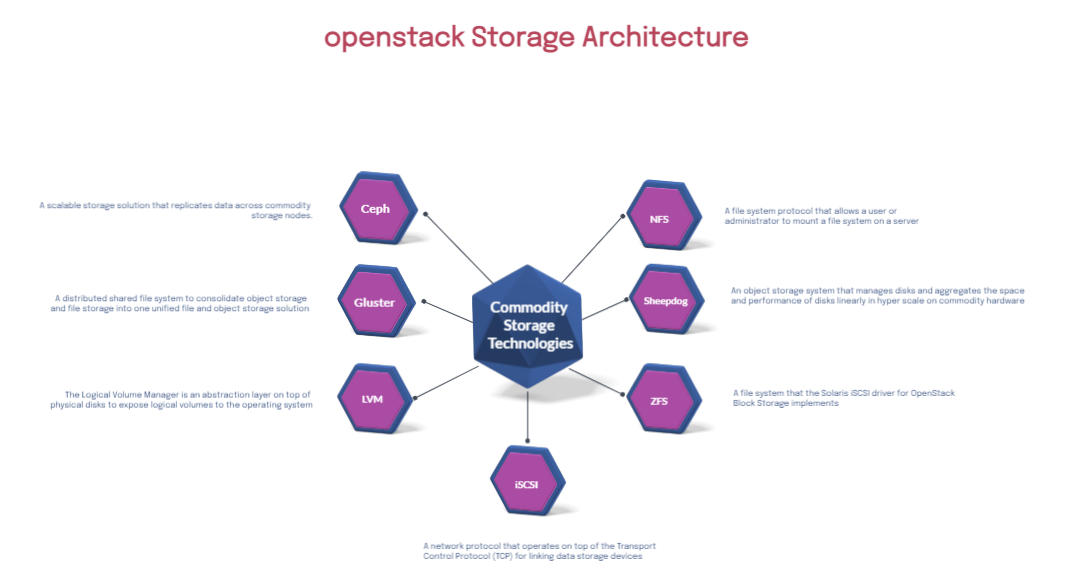 openstack Storage Architecture
Ceph
A scalable storage solution that replicates data across commodity
storage nodes.
NFS
A file system protocol that allows a user or
administrator to mount a file system on a server
Commodity
Storage
Technologies
Gluster
A distributed shared file system to consolidate object storage
and file storage into one unified file and object storage solution
Sheepdog
An object storage system that manages disks and aggregates the space
and performance of disks linearly in hyper scale on commodity hardware
LVM
The Logical Volume Manager is an abstraction layer on top of
physical disks to expose logical volumes to the operating system
ZFS
A file system that the Solaris iSCSI driver for OpenStack
Block Storage implements
iSCSI
A network protocol that operates on top of the Transport
Control Protocol (TCP) for linking data storage devices